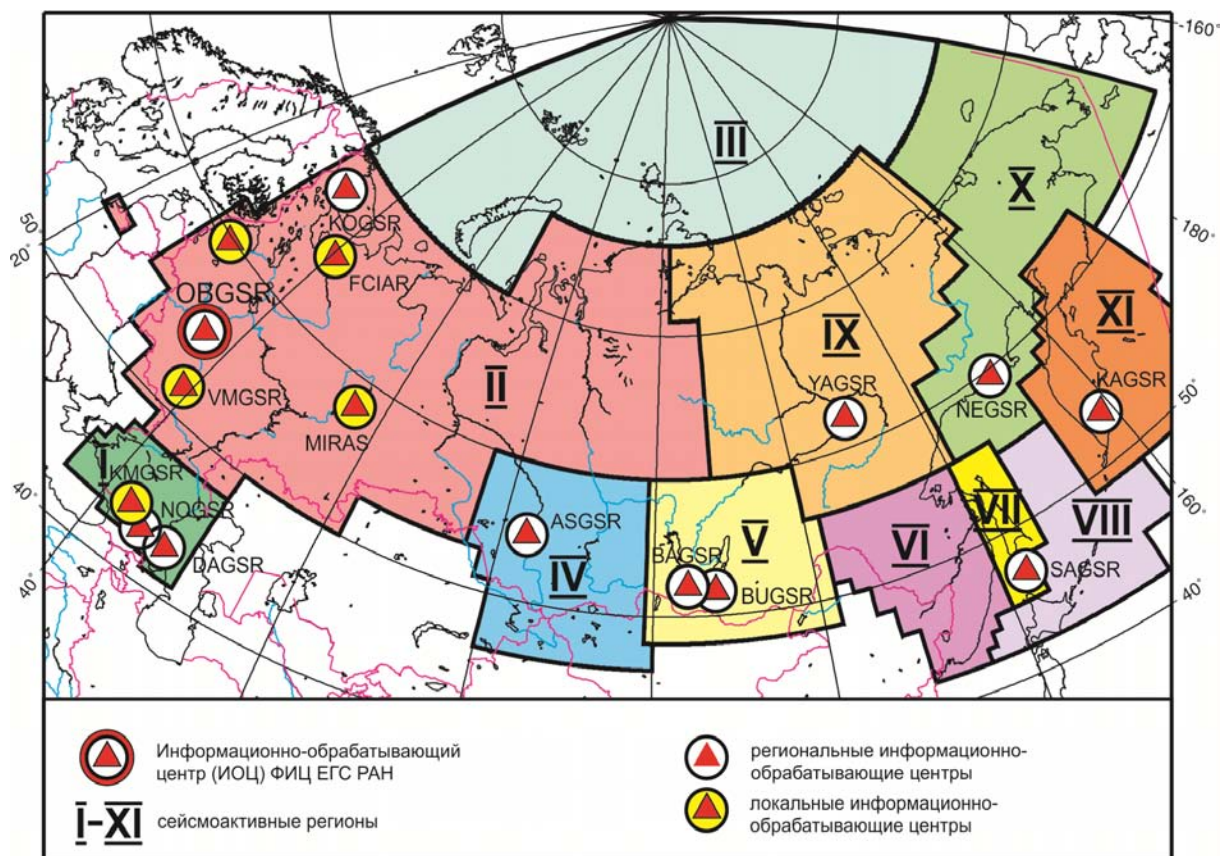 -160°
III
X
50°
20°
180°
KOGSR
FCIAR
OBGSR
XI
IX
II
YAGSR
KAGSR
NEGSR
VMGSR
50°
MIRAS
I
KMGSR
40°
NOGSR
160°
VII
VIII
ASGSR
V
VI
DAGSR
BAGSR
IV
SAGSR
40°
BUGSR
40°
Информационно-обрабатывающий
центр (ИОЦ) ФИЦ ЕГС РАН
I-XI сейсмоактивные регионы
региональные информационно-
обрабатывающие центры
локальные информационно-
обрабатывающие центры